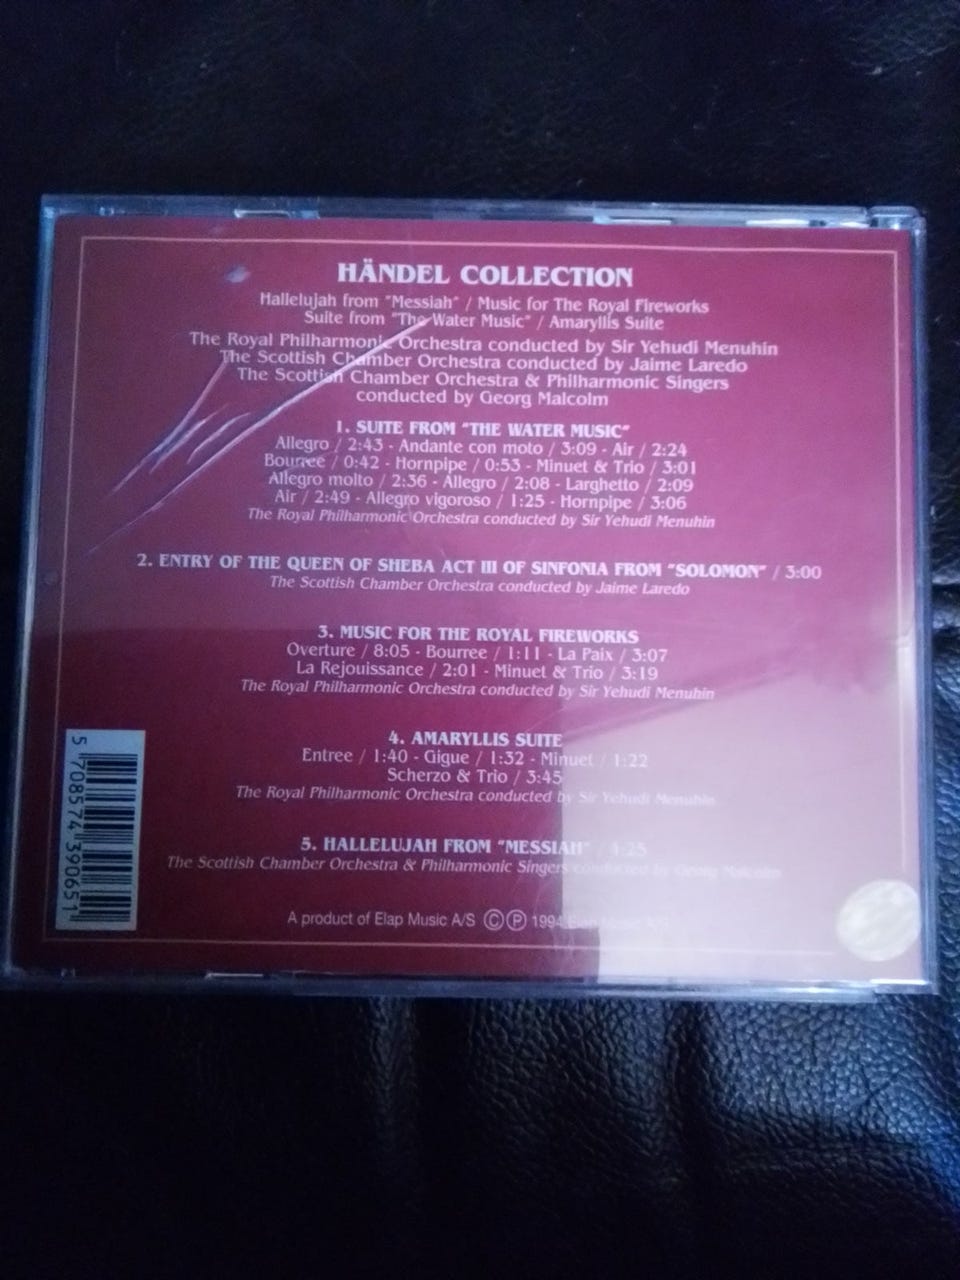 HÄNDEL COLLECTION
Hallelujah from "Messiah" / Music for The Royal Fireworks
Suite from "The Water Music" / Amaryllis Suite
The Royal Philharmonic Orchestra conducted by Sir Yehudi Menuhin
The Scottish Chamber Orchestra conducted by Jaime Laredo
The Scottish Chamber Orchestra & Philharmonic Singers
conducted by Georg Malcolm
1. SUITE FROM "THE WATER MUSIC"
Allegro / 2:43 - Andante con moto / 3:09 - Air / 2:24
Bourree / 0:42 - Hornpipe / 0:53 - Minuet & Trio / 3:01
Allegro molto / 2:36 - Allegro / 2:08 - Larghetto / 2:09
Air / 2:49 - Allegro vigoroso / 1:25 - Hornpipe / 3:06
The Royal Philharmonic Orchestra conducted by Sir Yehudi Menuhin
2. ENTRY OF THE QUEEN OF SHEBA ACT III OF SINFONIA FROM "SOLOMON" / 3:00
The Scottish Chamber Orchestra conducted by Jaime Laredo
3. MUSIC FOR THE ROYAL FIREWORKS
Overture / 8:05 - Bourree / 1:11 - La Paix / 3:07
La Rejouissance / 2:01 - Minuet & Trio / 3:19
The Royal Philharmonic Orchestra conducted by Sir Yehudi Menuhin
4. AMARYLLIS SUITE
Entree / 1:40 - Gigue / 1:32 - Minuet / 1:22
Scherzo & Trio / 3:45
The Royal Philharmonic Orchestra conducted by Sir Yehudi Menuhin
5. HALLELUJAH FROM "MESSIAH" / 4:25
The Scottish Chamber Orchestra & Philharmonic Singers conducted by Georg Malcolm
A product of Elap Music A/S ©℗ 1994 Elap Music A/S
5 708574 390651